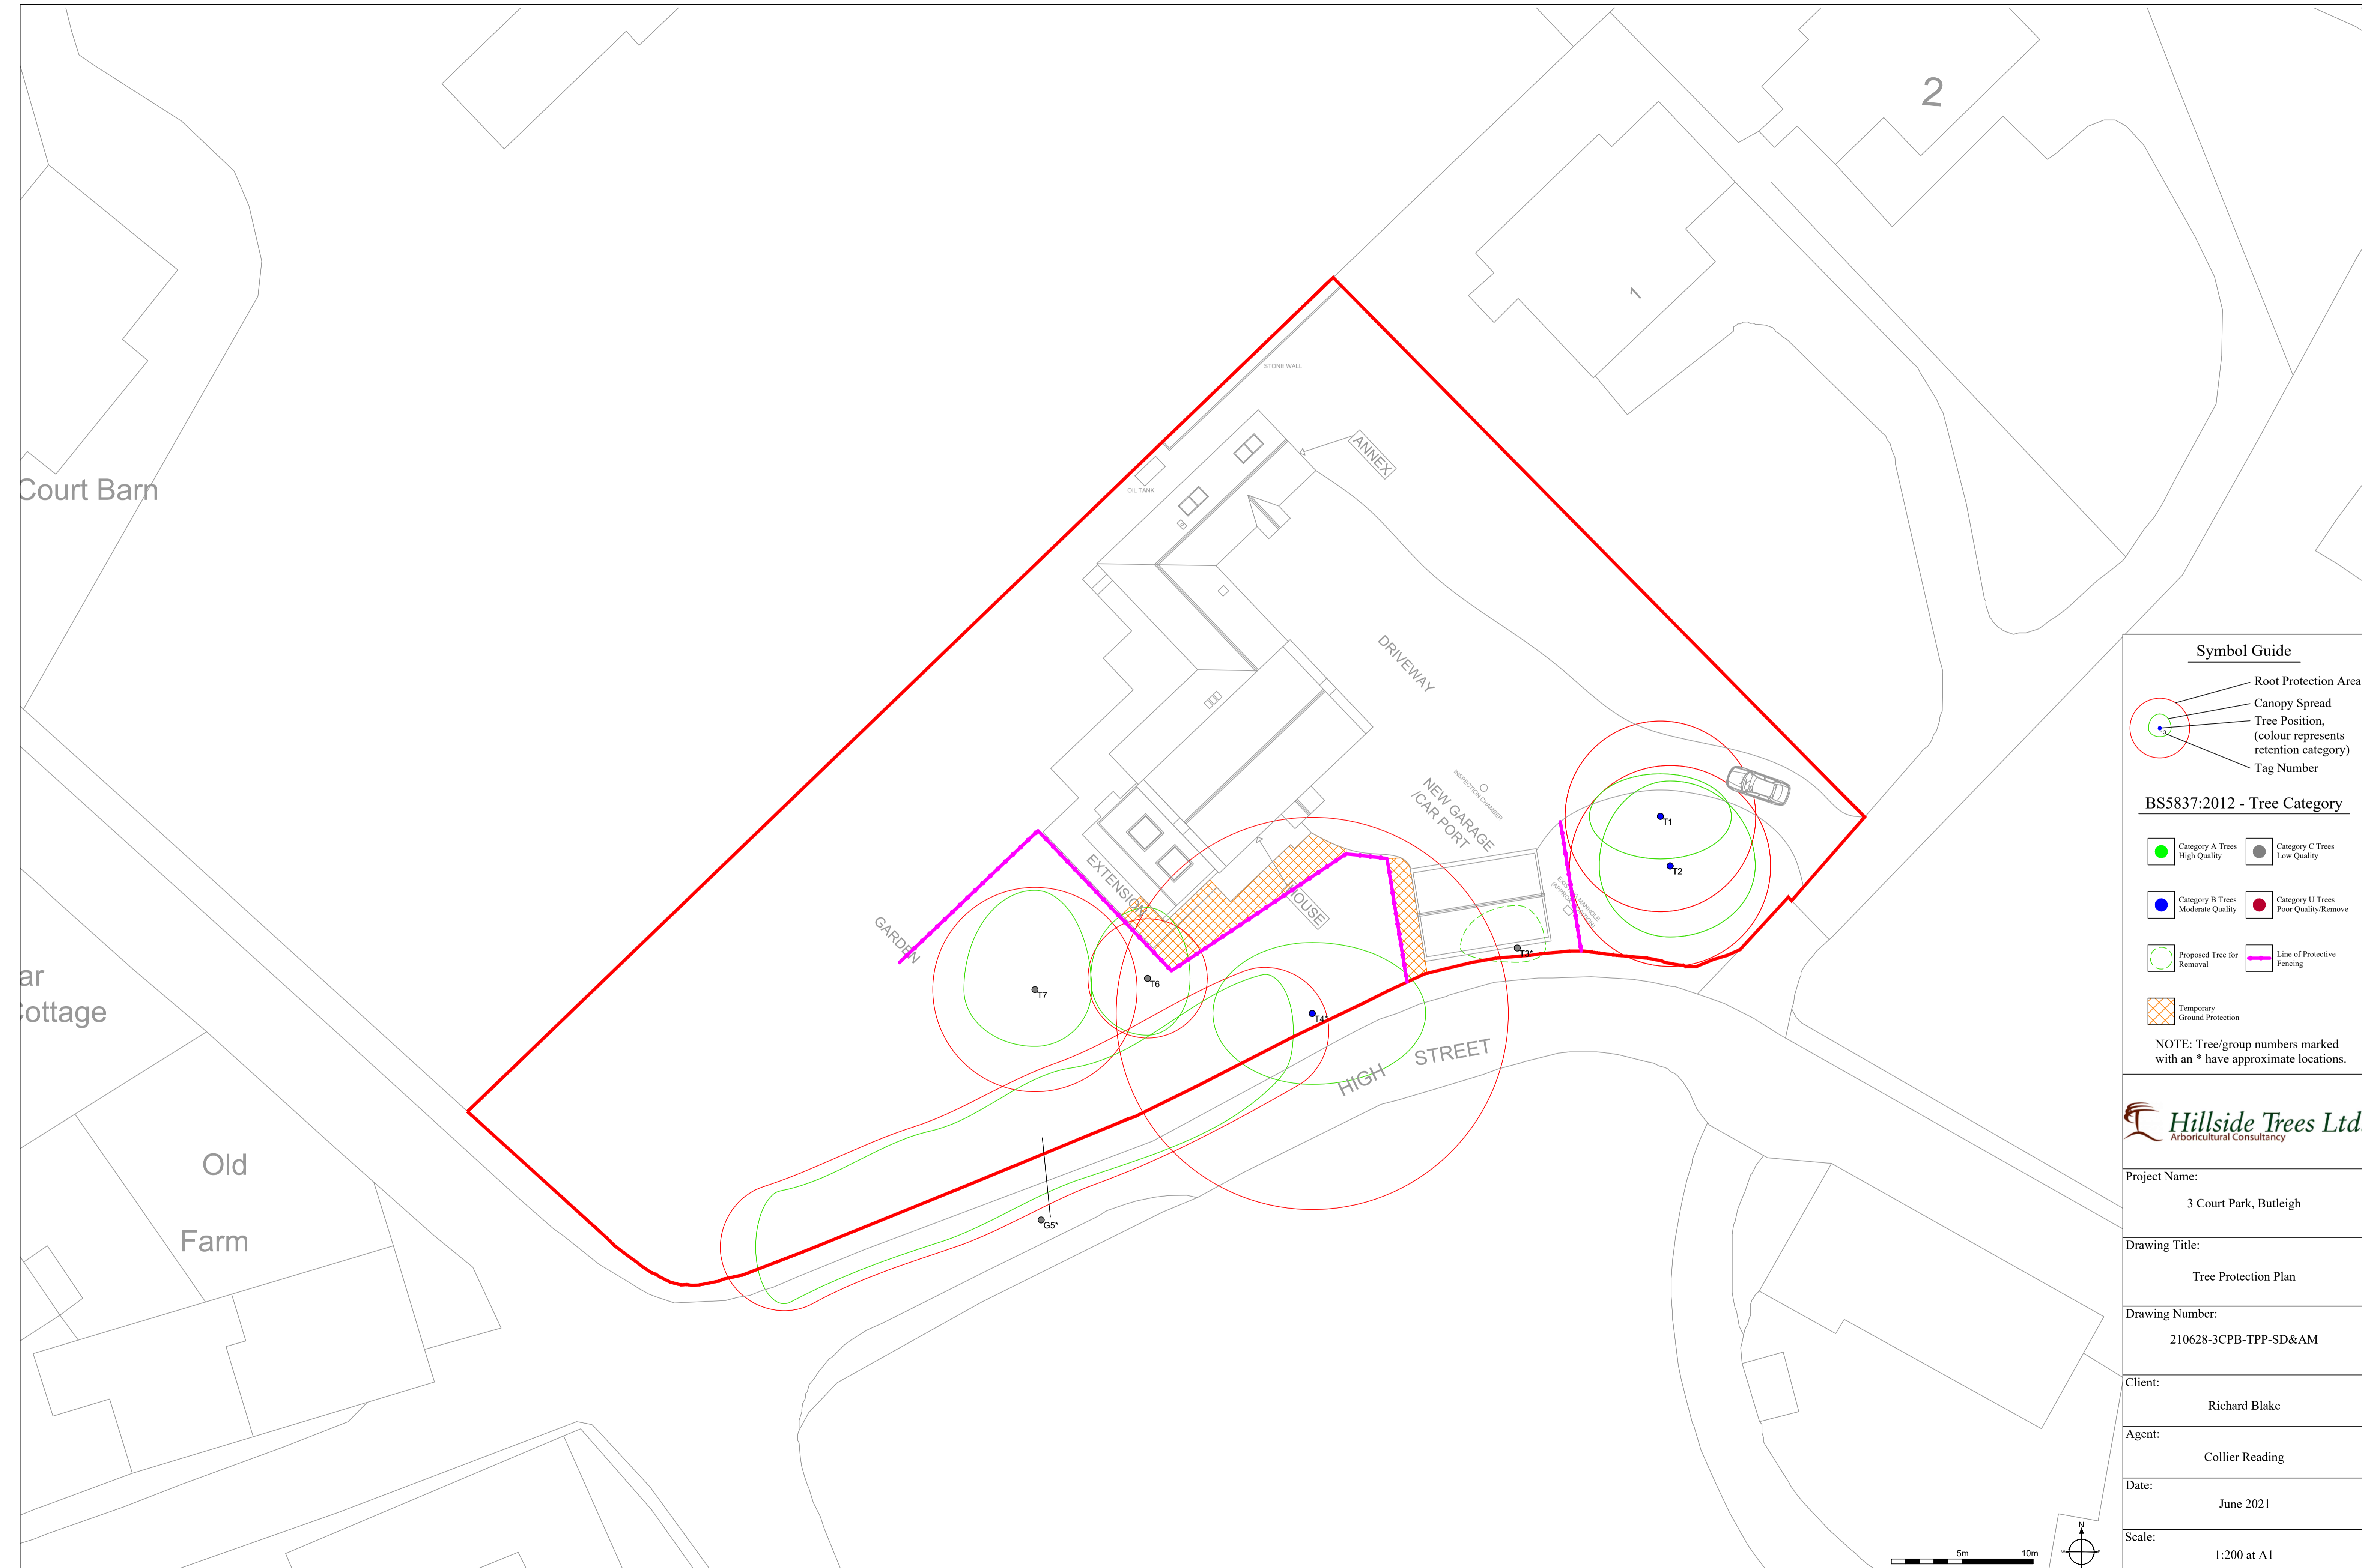 2
1
STONE WALL
OIL TANK
ANNEX
Court Barn
DRIVEWAY
INSPECTION CHAMBER
NEW GARAGE
/CAR PORT
EXTENSION
HOUSE
GARDEN
T1
T2
T3*
T4*
G5*
T6
T7
HIGH STREET
ar
Cottage
Old
Farm
5m
10m
N
Symbol Guide
Root Protection Area
Canopy Spread
Tree Position,
(colour represents
retention category)
Tag Number
BS5837:2012 - Tree Category
Category A Trees
High Quality
Category C Trees
Low Quality
Category B Trees
Moderate Quality
Category U Trees
Poor Quality/Remove
Proposed Tree for
Removal
Line of Protective
Fencing
Temporary
Ground Protection
NOTE: Tree/group numbers marked
with an * have approximate locations.
Hillside Trees Ltd.
Arboricultural Consultancy
Project Name:
3 Court Park, Butleigh
Drawing Title:
Tree Protection Plan
Drawing Number:
210628-3CPB-TPP-SD&AM
Client:
Richard Blake
Agent:
Collier Reading
Date:
June 2021
Scale:
1:200 at A1